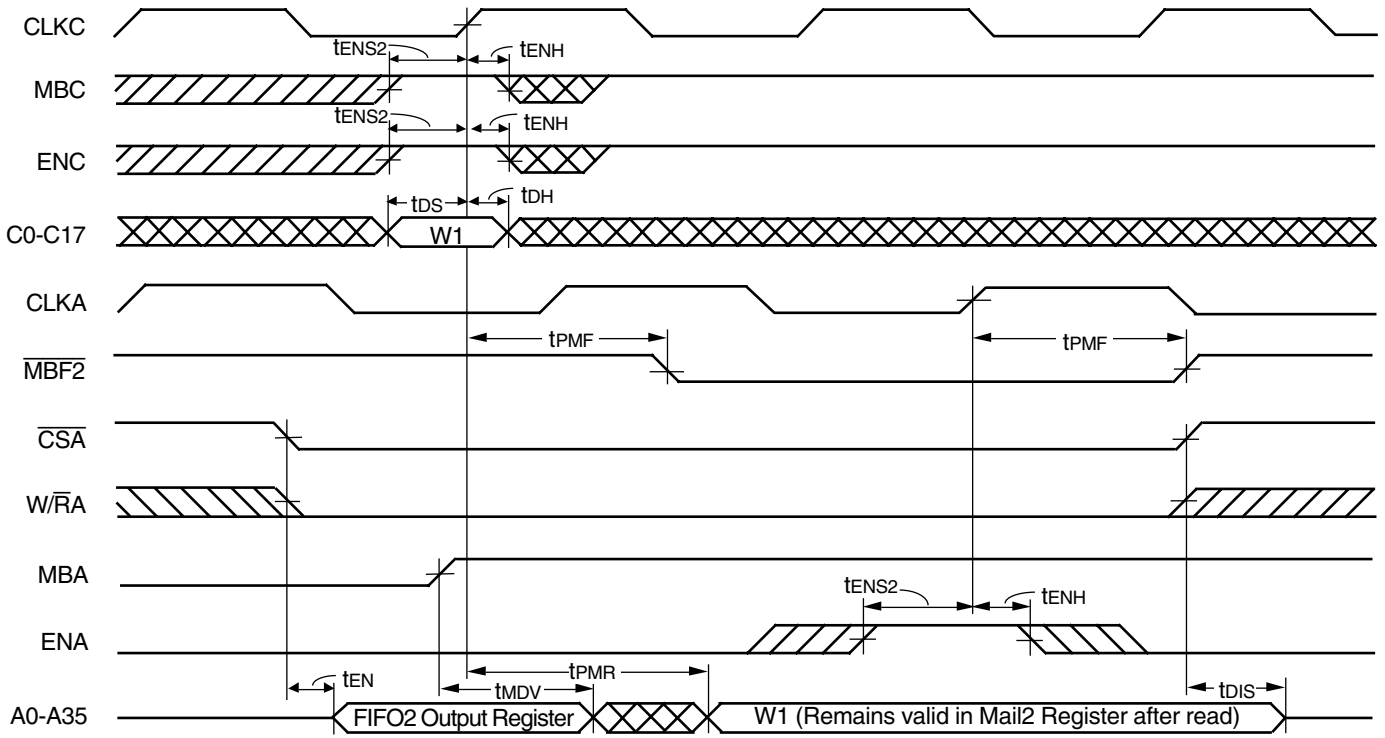 CLKC
tENS2
tENH
MBC
tENS2
tENH
ENC
tDS
tDH
C0-C17
W1
CLKA
tPMF
tPMF
MBF2
CSA
W/RA
MBA
tENS2
tENH
ENA
tEN
tMDV
tPMR
tDIS
A0-A35
FIFO2 Output Register
W1 (Remains valid in Mail2 Register after read)